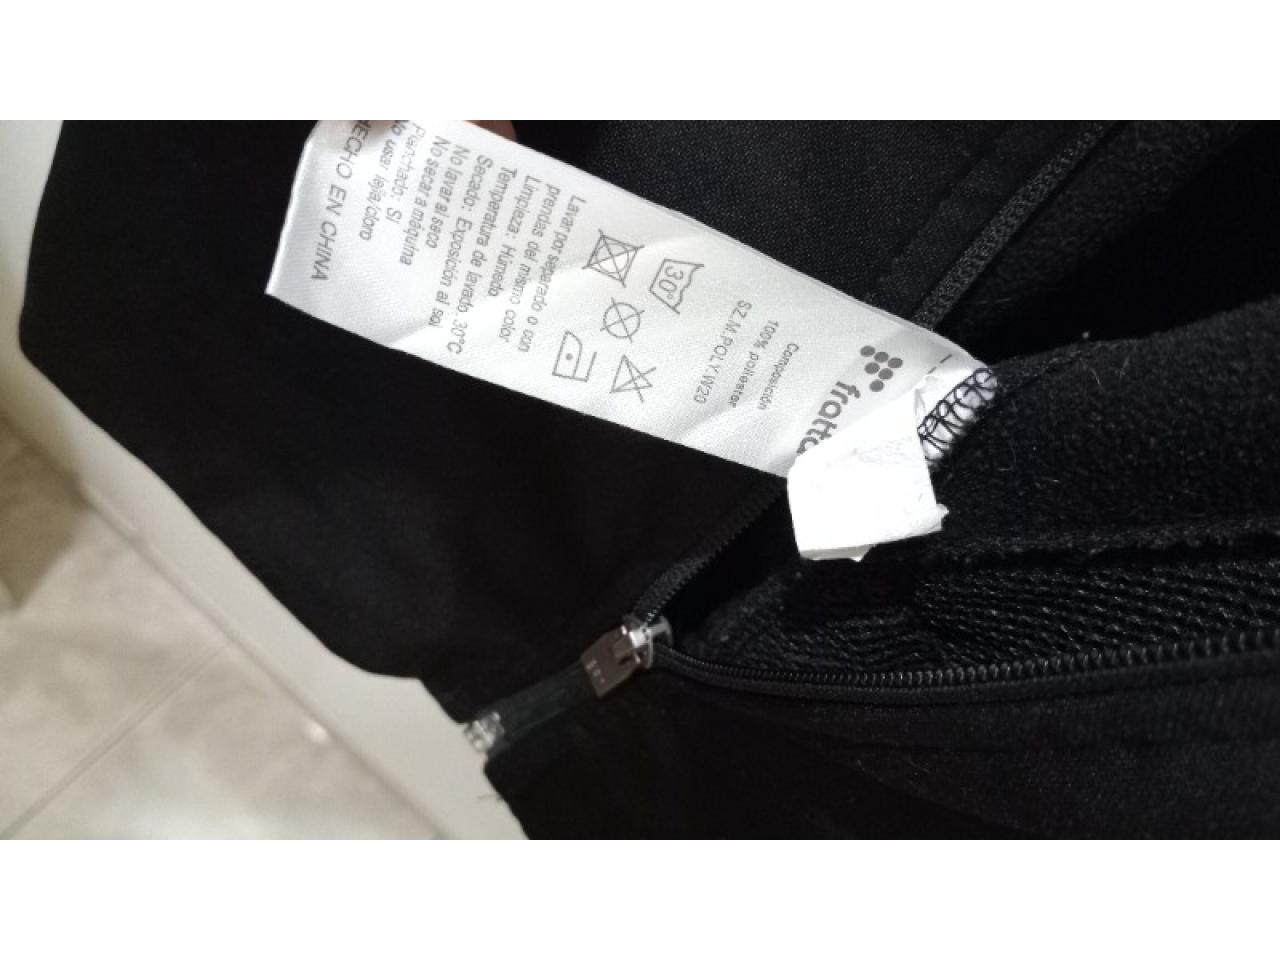 fratta
Composición
100% poliester
SZ.M.POLY.W20
30°
Lavar por separado o con
prendas del mismo color
Limpieza: Húmedo
Temperatura de lavado: 30°C
Secado: Exposición al sol
No lavar al seco
No secar a máquina
Planchado: SI
No usar lejía/cloro
HECHO EN CHINA